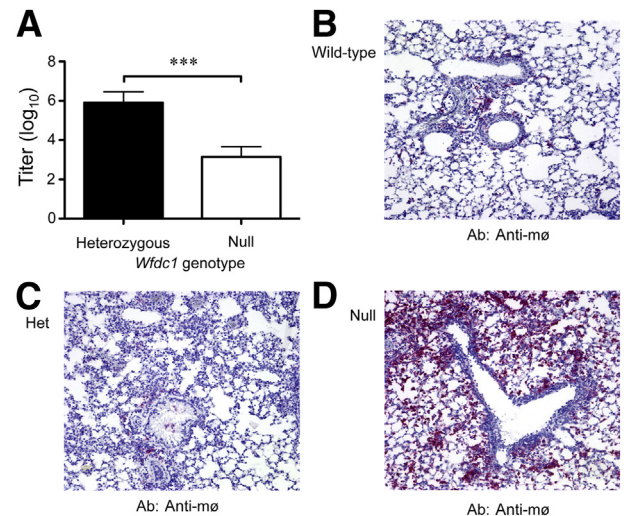 A
***
Titer (log10)
8
6
4
2
0
Heterozygous
Null
Wfdc1 genotype
B
Wild-type
Ab: Anti-mø
C
Het
Ab: Anti-mø
D
Null
Ab: Anti-mø